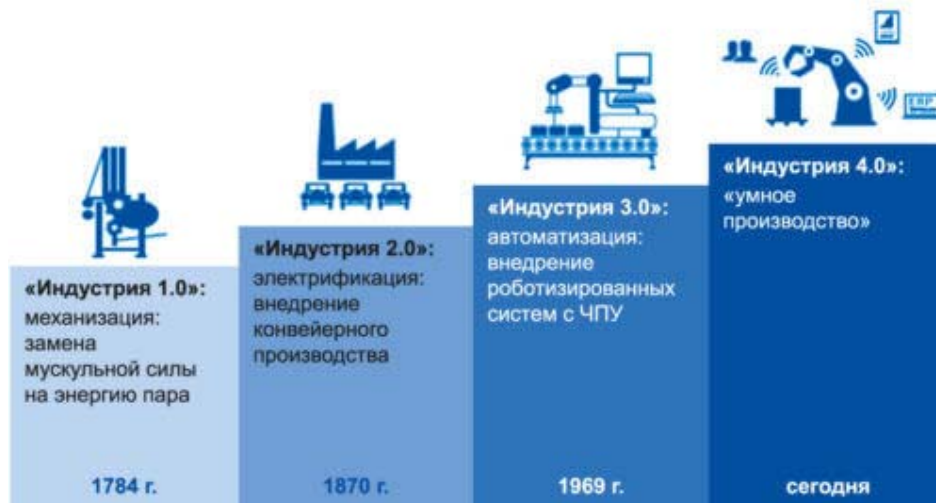 ERP
«Индустрия 1.0»:
механизация:
замена
мускульной силы
на энергию пара
1784 г.
«Индустрия 2.0»:
электрификация:
внедрение
конвейерного
производства
1870 г.
«Индустрия 3.0»:
автоматизация:
внедрение
роботизированных
систем с ЧПУ
1969 г.
«Индустрия 4.0»:
«умное
производство»
сегодня